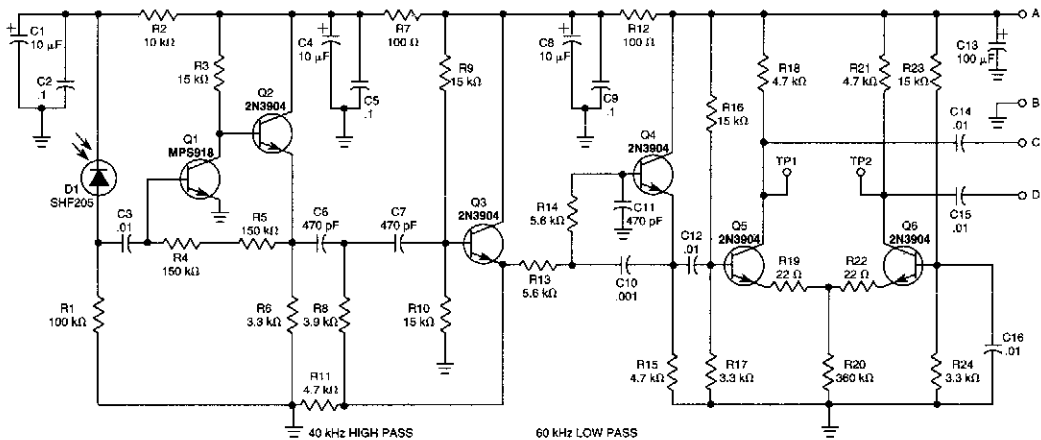 C1
10 µF
C2
.1
R2
10 kΩ
R3
15 kΩ
Q2
2N3904
C4
10 µF
C5
.1
R7
100 Ω
R9
15 kΩ
C8
10 µF
C9
.1
R12
100 Ω
R16
15 kΩ
R18
4.7 kΩ
R21
4.7 kΩ
R23
15 kΩ
C13
100 µF
A
B
C14
.01
C
D1
SHF205
Q1
MPS918
Q4
2N3904
TP1
TP2
C15
.01
D
C3
.01
R4
150 kΩ
R5
150 kΩ
C6
470 pF
C7
470 pF
Q3
2N3904
R14
5.6 kΩ
C11
470 pF
C12
.01
Q5
2N3904
Q6
2N3904
R19
22 Ω
R22
22 Ω
R13
5.6 kΩ
C10
.001
R1
100 kΩ
R6
3.3 kΩ
R8
3.9 kΩ
R10
15 kΩ
R11
4.7 kΩ
R15
4.7 kΩ
R17
3.3 kΩ
R20
360 Ω
R24
3.3 kΩ
C16
.01
40 kHz HIGH PASS
60 kHz LOW PASS